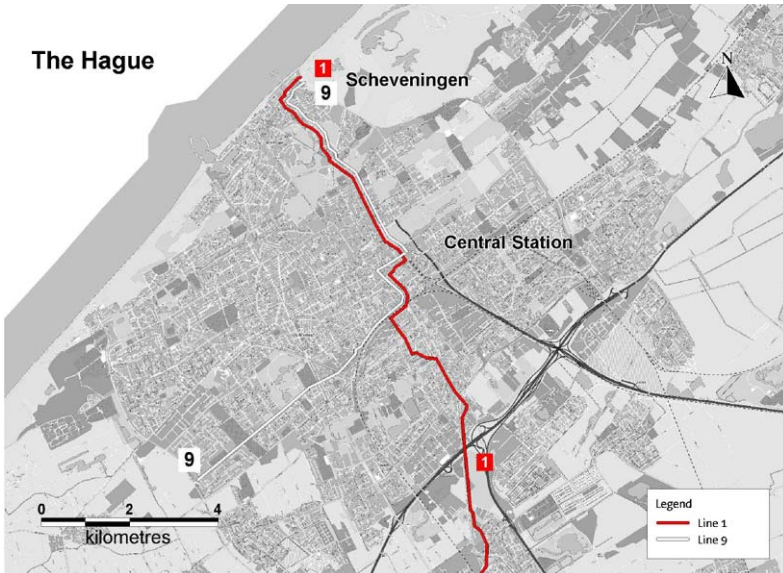 The Hague
1
9
Scheveningen
N
Central Station
9
1
0 2 4
kilometres
Legend
Line 1
Line 9